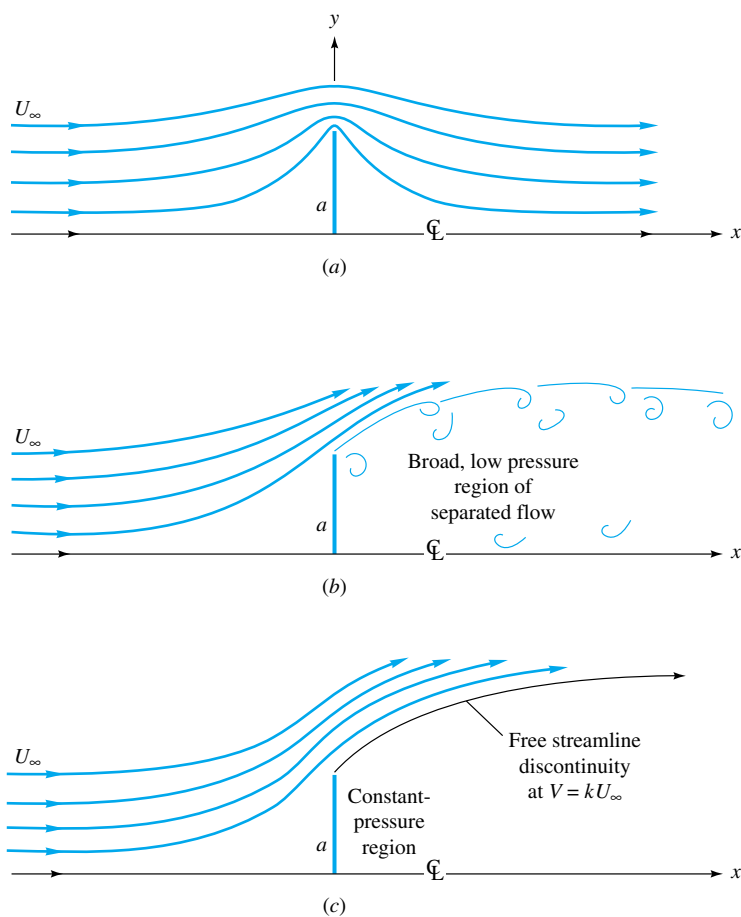 y
U∞
a
℄ x
(a)
U∞
Broad, low pressure
region of
separated flow
a
℄ x
(b)
U∞
Free streamline
discontinuity
at V = kU∞
Constant-
pressure
region
a
℄ x
(c)